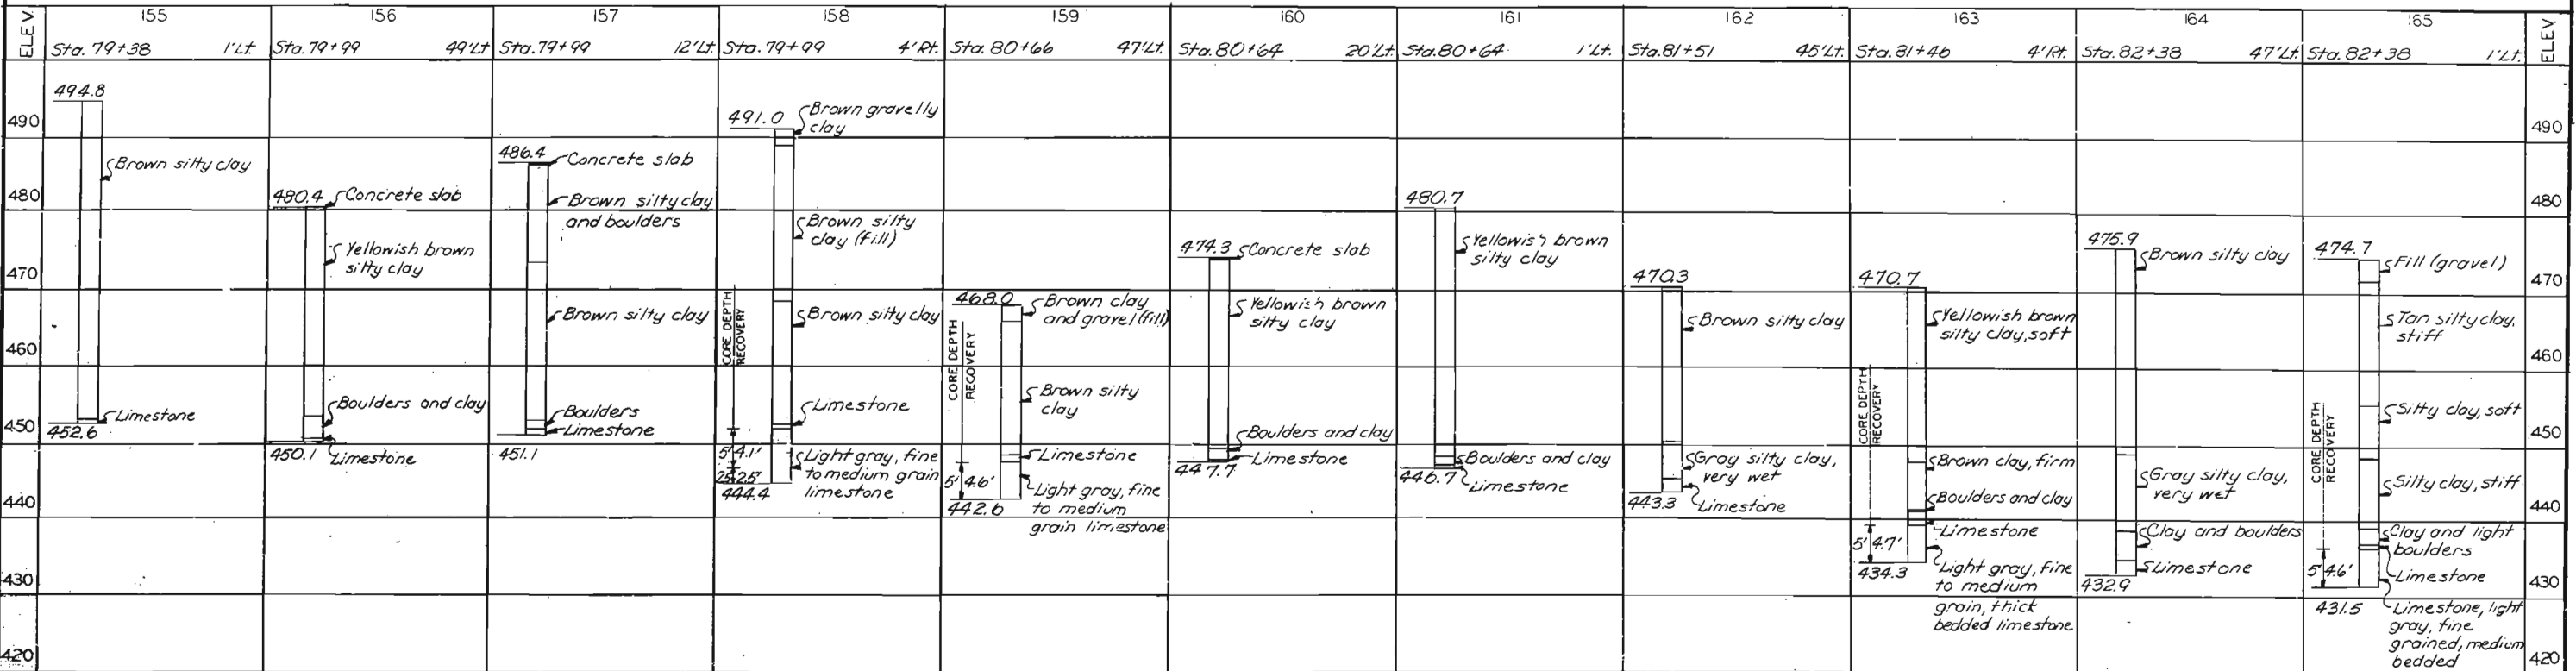 ELEV.
155
156
157
158
159
160
161
162
163
164
165
ELEV.
Sta. 79+38 1'Lt.
Sta. 79+99 49'Lt
Sta. 79+99 12'Lt
Sta. 79+99 4'Rt.
Sta. 80+66 47'Lt.
Sta. 80+64 20'Lt.
Sta. 80+64 1'Lt.
Sta. 81+51 45'Lt.
Sta. 81+46 4'Rt.
Sta. 82+38 47'Lt.
Sta. 82+38 1'Lt.
490
480
470
460
450
440
430
420
494.8
Brown silty clay
Limestone
452.6
480.4
Concrete slab
Yellowish brown
silty clay
Boulders and clay
450.1
Limestone
486.4
Concrete slab
Brown silty clay
and boulders
Brown silty clay
Boulders
Limestone
451.1
491.0
Brown gravelly
clay
Brown silty
clay (fill)
CORE DEPTH
RECOVERY
Brown silty clay
Limestone
5' 4.1'
Light gray, fine
to medium grain
limestone
2.5'
444.4
468.0
Brown clay
and gravel (fill)
CORE DEPTH
RECOVERY
Brown silty
clay
Limestone
5' 4.6'
Light gray, fine
to medium
grain limestone
442.6
474.3
Concrete slab
Yellowish brown
silty clay
Boulders and clay
Limestone
447.7
480.7
Yellowish brown
silty clay
Boulders and clay
446.7
Limestone
470.3
Brown silty clay
Gray silty clay,
very wet
443.3
Limestone
470.7
Yellowish brown
silty clay, soft
CORE DEPTH
RECOVERY
Brown clay, firm
Boulders and clay
Limestone
5' 4.7'
434.3
Light gray, fine
to medium
grain, thick
bedded limestone
475.9
Brown silty clay
Gray silty clay,
very wet
Clay and boulders
Limestone
432.9
474.7
Fill (gravel)
Tan silty clay,
stiff
Silty clay, soft
CORE DEPTH
RECOVERY
Silty clay, stiff
Clay and light
boulders
5' 4.6'
Limestone
431.5
Limestone, light
gray, fine
grained, medium
bedded
490
480
470
460
450
440
430
420